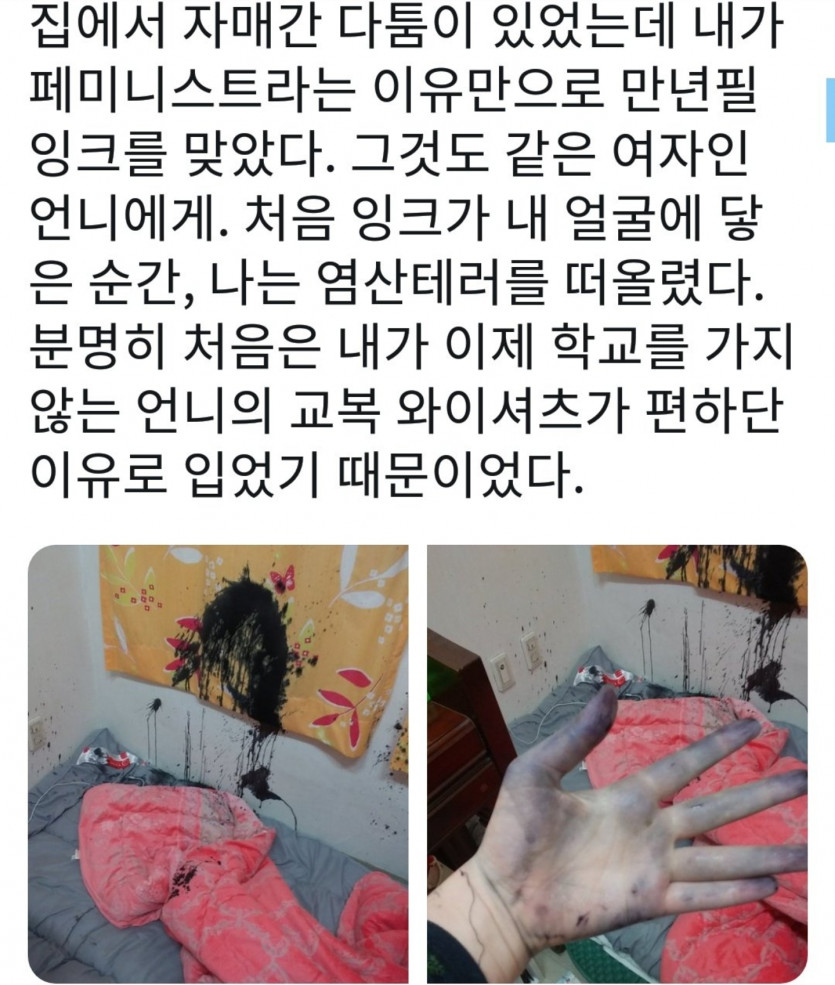 집에서 자매간 다툼이 있었는데 내가
페미니스트라는 이유만으로 만년필
잉크를 맞았다. 그것도 같은 여자인
언니에게. 처음 잉크가 내 얼굴에 닿
은 순간, 나는 염산테러를 떠올렸다.
분명히 처음은 내가 이제 학교를 가지
않는 언니의 교복 와이셔츠가 편하단
이유로 입었기 때문이었다.